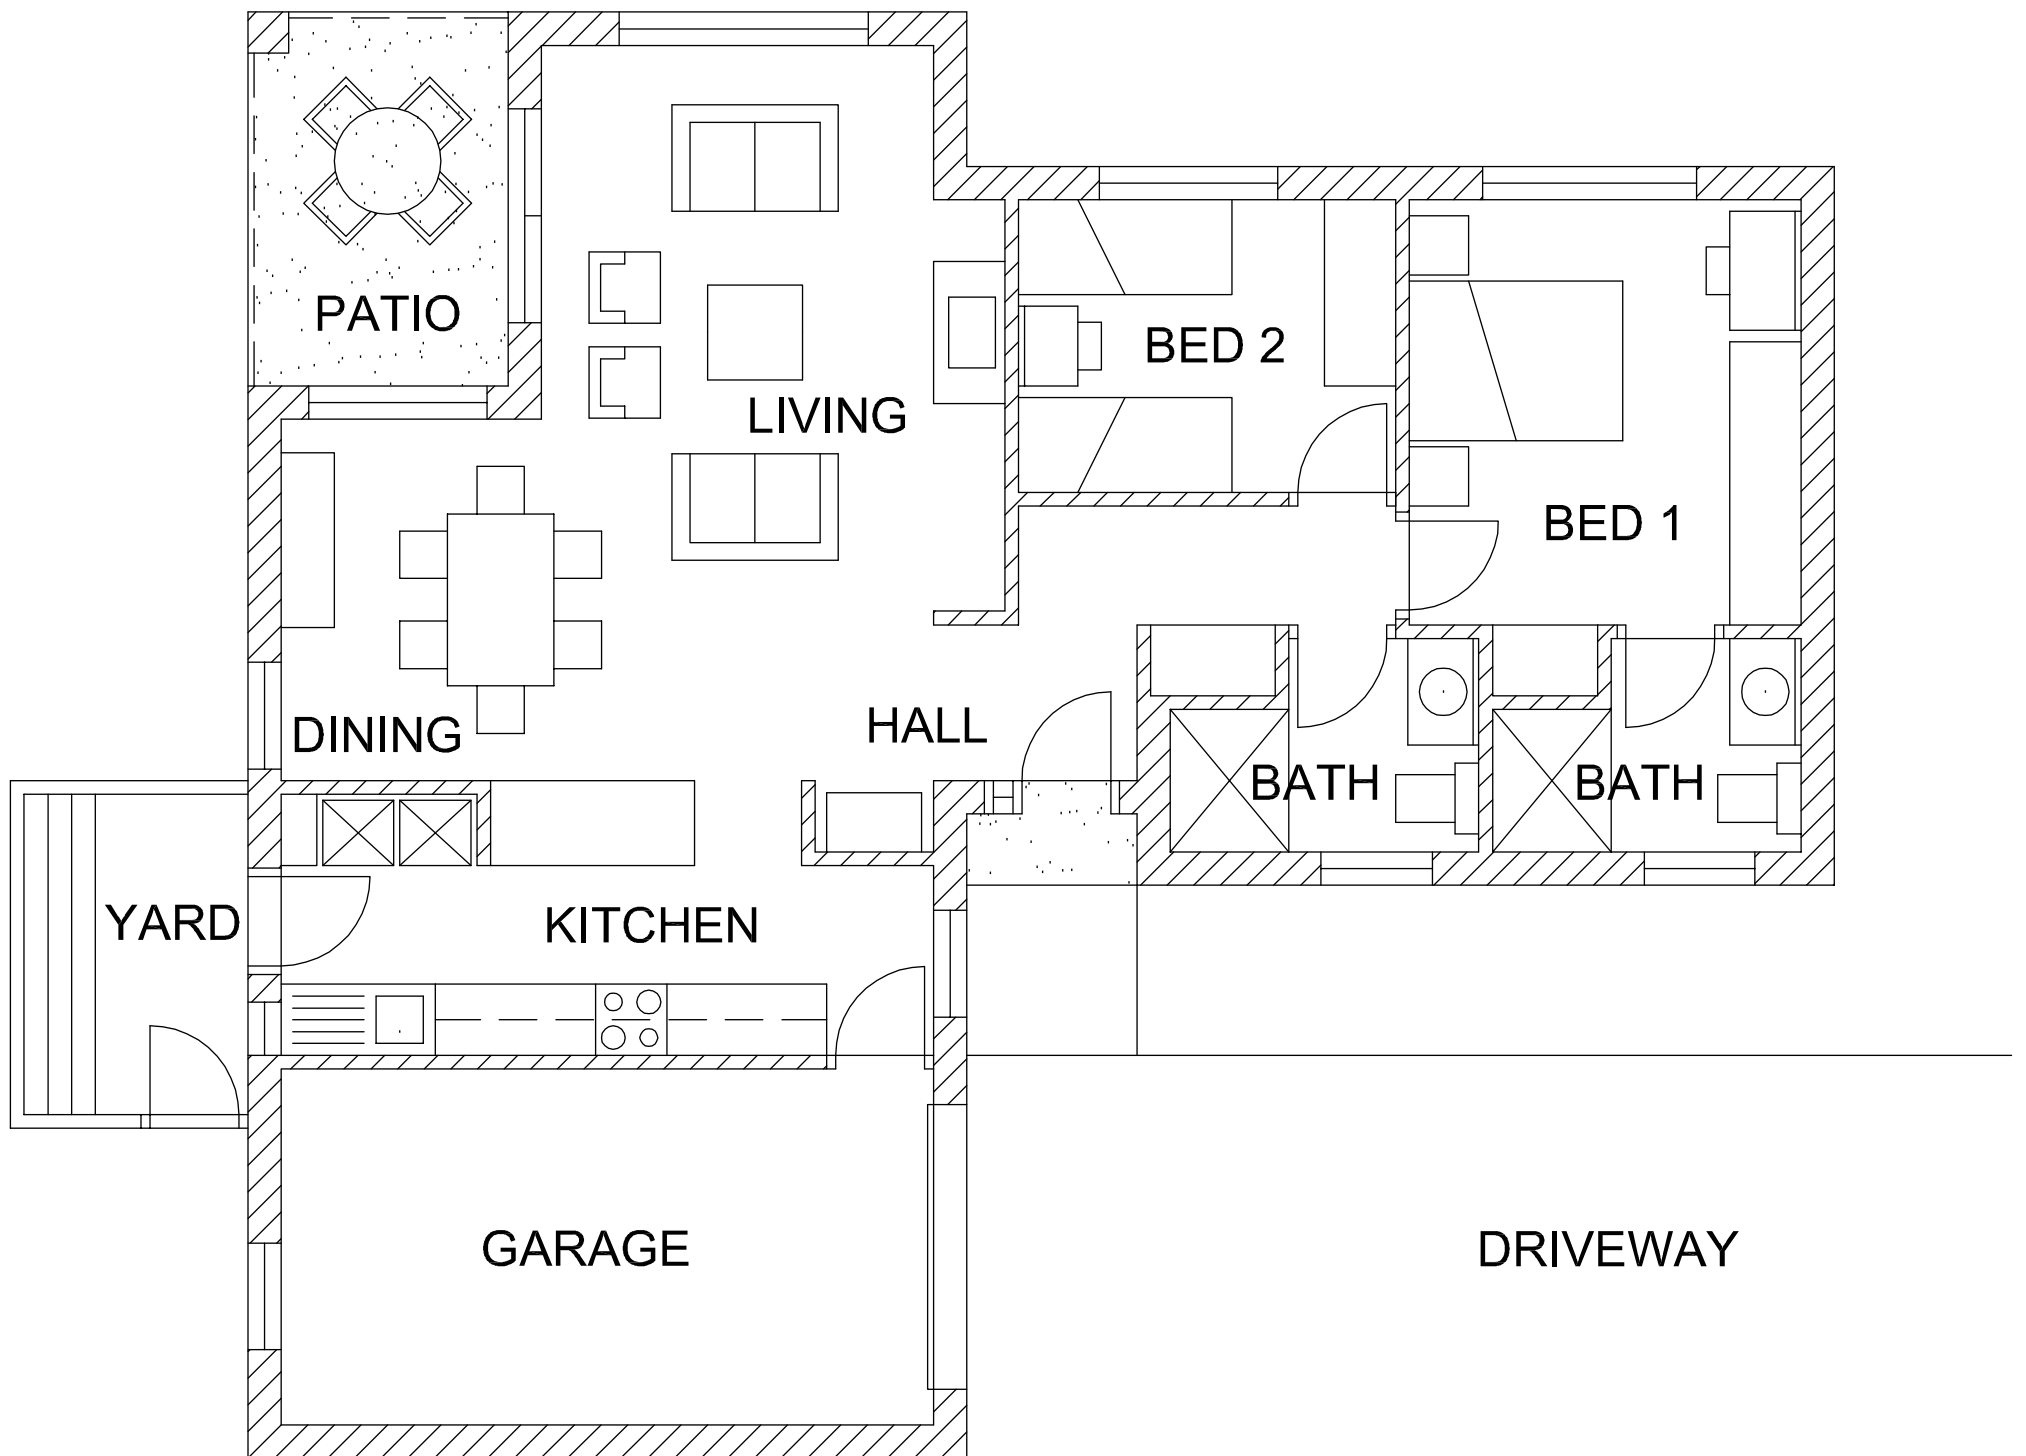 PATIO
BED 2
LIVING
BED 1
HALL
DINING
BATH
BATH
YARD
KITCHEN
GARAGE
DRIVEWAY